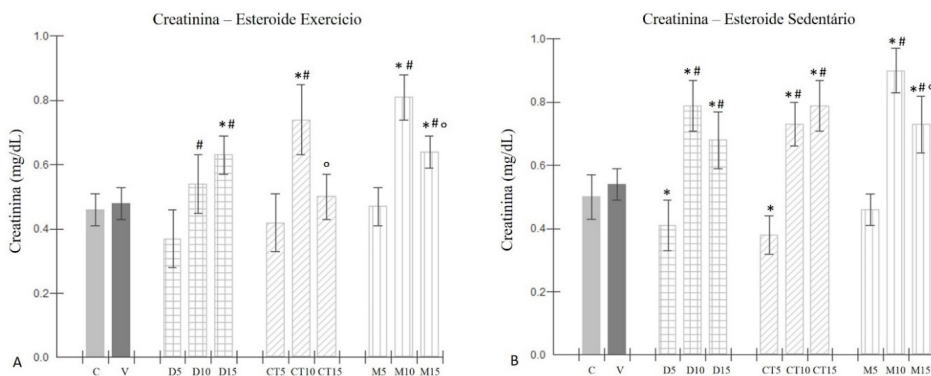 Creatinina – Esteroide Exercício
Creatinina (mg/dL)
1.0
0.8
0.6
0.4
0.2
0.0
#
*#
*#
o
*#
*#o
A
C V D5 D10 D15 CT5 CT10 CT15 M5 M10 M15
Creatinina – Esteroide Sedentário
Creatinina (mg/dL)
1.0
0.8
0.6
0.4
0.2
0.0
*
*#
*#
*
*#
*#
*#
*#o
B
C V D5 D10 D15 CT5 CT10 CT15 M5 M10 M15